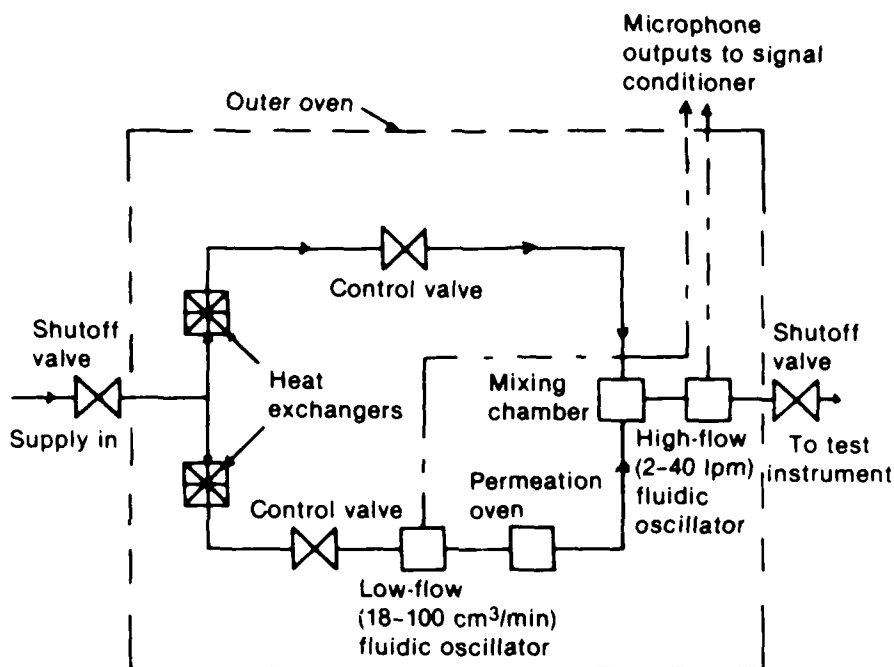 Microphone
outputs to signal
conditioner
Outer oven
Control valve
Shutoff
valve
Supply in
Heat
exchangers
Mixing
chamber
Shutoff
valve
High-flow
(2-40 lpm)
fluidic
oscillator
To test
instrument
Permeation
oven
Control valve
Low-flow
(18-100 cm³/min)
fluidic oscillator